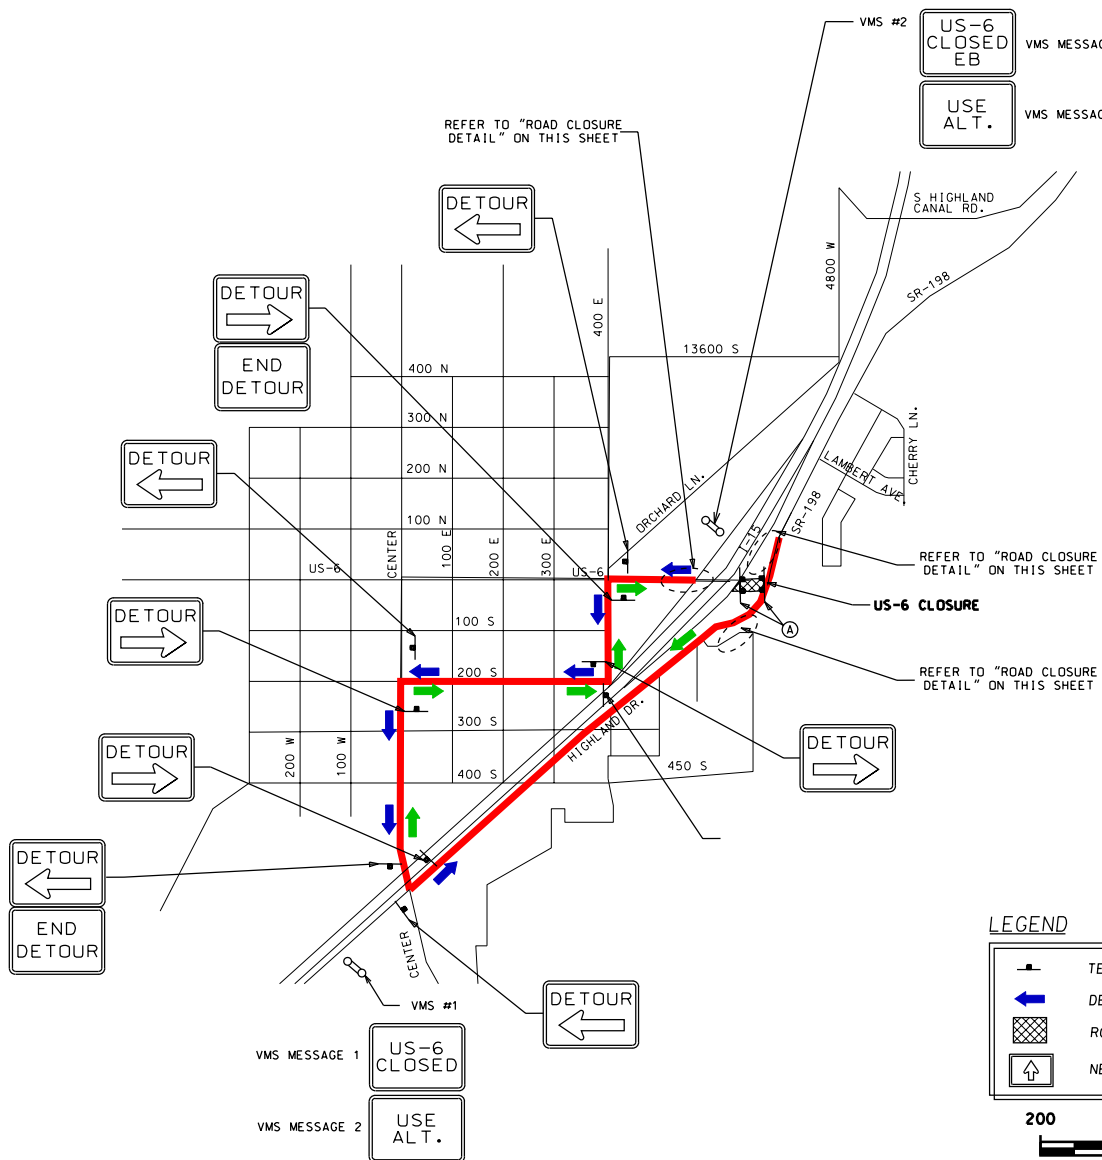 VMS #2
US-6
CLOSED
EB
VMS MESSAG
USE
ALT.
VMS MESSAG
REFER TO "ROAD CLOSURE
DETAIL" ON THIS SHEET
DETOUR
S HIGHLAND
CANAL RD.
4800 W
SR-198
DETOUR
END
DETOUR
400 E
13600 S
400 N
300 N
200 N
100 N
DETOUR
CENTER
100 E
200 E
300 E
US-6
US-6
ORCHARD LN.
LAMBERT AVE
CHERRY LN.
I-15
SR-198
REFER TO "ROAD CLOSURE
DETAIL" ON THIS SHEET
US-6 CLOSURE
A
DETOUR
100 S
200 S
REFER TO "ROAD CLOSURE
DETAIL" ON THIS SHEET
300 S
HIGHLAND DR.
DETOUR
200 W
100 W
400 S
450 S
DETOUR
DETOUR
END
DETOUR
CENTER
VMS #1
DETOUR
VMS MESSAGE 1
US-6
CLOSED
VMS MESSAGE 2
USE
ALT.
LEGEND
TE
DE
RO
NE
200